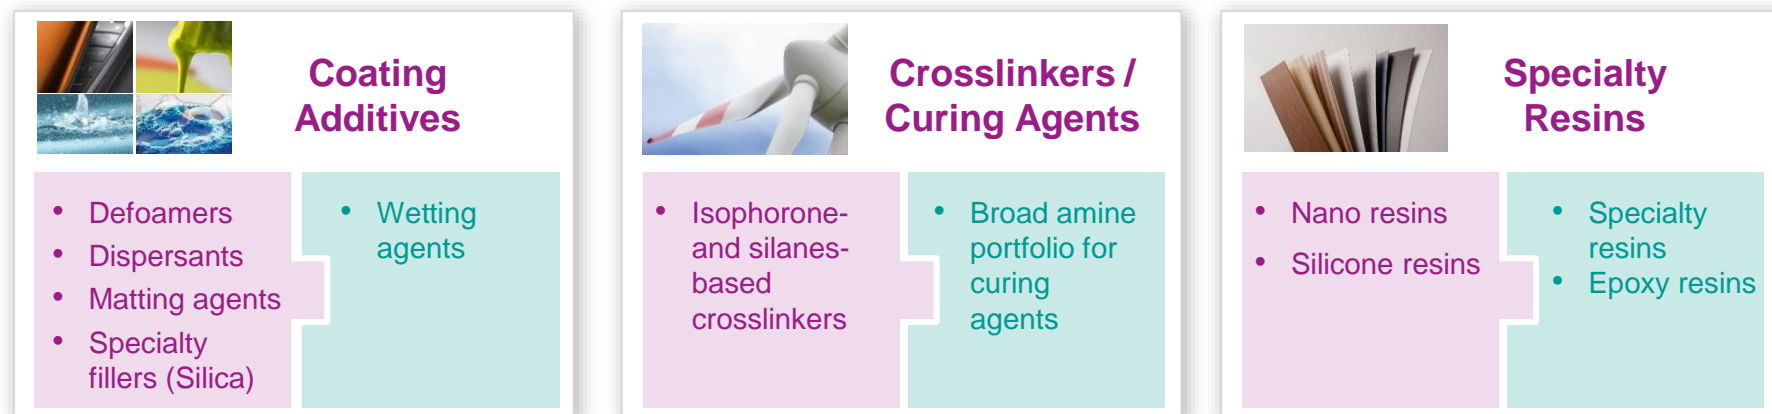 Coating
Additives
• Defoamers
• Dispersants
• Matting agents
• Specialty
fillers (Silica)
• Wetting
agents
Crosslinkers /
Curing Agents
• Isophorone-
and silanes-
based
crosslinkers
• Broad amine
portfolio for
curing
agents
Specialty
Resins
• Nano resins
• Silicone resins
• Specialty
resins
• Epoxy resins